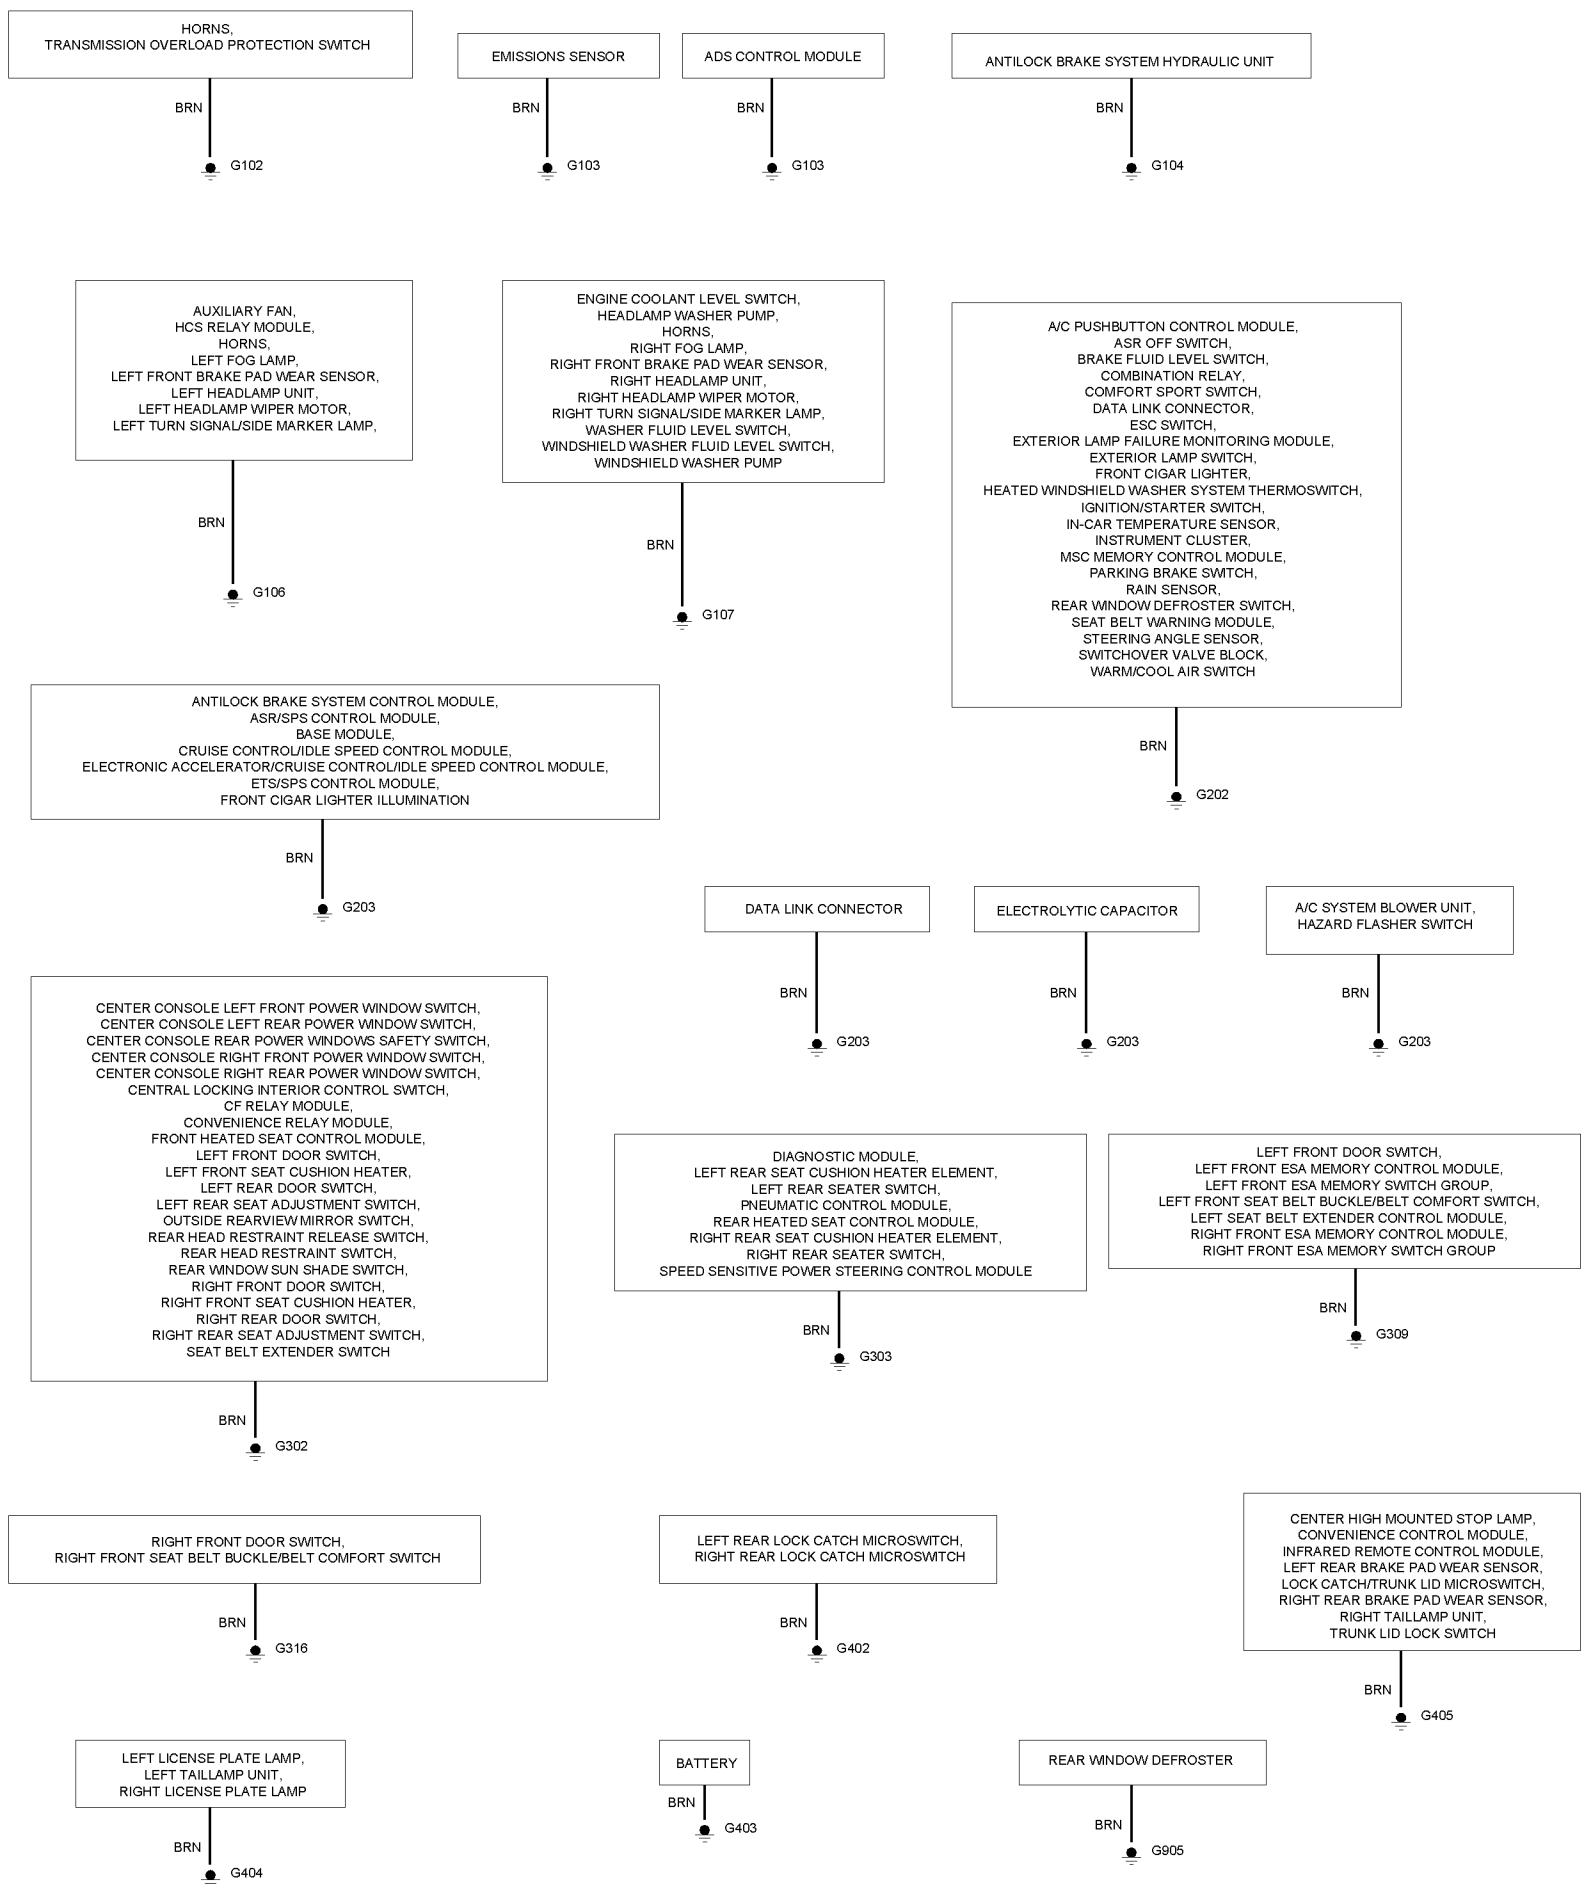 HORNS,
TRANSMISSION OVERLOAD PROTECTION SWITCH
BRN
G102
EMISSIONS SENSOR
BRN
G103
ADS CONTROL MODULE
BRN
G103
ANTILOCK BRAKE SYSTEM HYDRAULIC UNIT
BRN
G104
AUXILIARY FAN,
HCS RELAY MODULE,
HORNS,
LEFT FOG LAMP,
LEFT FRONT BRAKE PAD WEAR SENSOR,
LEFT HEADLAMP UNIT,
LEFT HEADLAMP WIPER MOTOR,
LEFT TURN SIGNAL/SIDE MARKER LAMP,
BRN
G106
ENGINE COOLANT LEVEL SWITCH,
HEADLAMP WASHER PUMP,
HORNS,
RIGHT FOG LAMP,
RIGHT FRONT BRAKE PAD WEAR SENSOR,
RIGHT HEADLAMP UNIT,
RIGHT HEADLAMP WIPER MOTOR,
RIGHT TURN SIGNAL/SIDE MARKER LAMP,
WASHER FLUID LEVEL SWITCH,
WINDSHIELD WASHER FLUID LEVEL SWITCH,
WINDSHIELD WASHER PUMP
BRN
G107
A/C PUSHBUTTON CONTROL MODULE,
ASR OFF SWITCH,
BRAKE FLUID LEVEL SWITCH,
COMBINATION RELAY,
COMFORT SPORT SWITCH,
DATA LINK CONNECTOR,
ESC SWITCH,
EXTERIOR LAMP FAILURE MONITORING MODULE,
EXTERIOR LAMP SWITCH,
FRONT CIGAR LIGHTER,
HEATED WINDSHIELD WASHER SYSTEM THERMOSWITCH,
IGNITION/STARTER SWITCH,
IN-CAR TEMPERATURE SENSOR,
INSTRUMENT CLUSTER,
MSC MEMORY CONTROL MODULE,
PARKING BRAKE SWITCH,
RAIN SENSOR,
REAR WINDOW DEFROSTER SWITCH,
SEAT BELT WARNING MODULE,
STEERING ANGLE SENSOR,
SWITCHOVER VALVE BLOCK,
WARM/COOL AIR SWITCH
BRN
G202
ANTILOCK BRAKE SYSTEM CONTROL MODULE,
ASR/SPS CONTROL MODULE,
BASE MODULE,
CRUISE CONTROL/IDLE SPEED CONTROL MODULE,
ELECTRONIC ACCELERATOR/CRUISE CONTROL/IDLE SPEED CONTROL MODULE,
ETS/SPS CONTROL MODULE,
FRONT CIGAR LIGHTER ILLUMINATION
BRN
G203
DATA LINK CONNECTOR
BRN
G203
ELECTROLYTIC CAPACITOR
BRN
G203
A/C SYSTEM BLOWER UNIT,
HAZARD FLASHER SWITCH
BRN
G203
CENTER CONSOLE LEFT FRONT POWER WINDOW SWITCH,
CENTER CONSOLE LEFT REAR POWER WINDOW SWITCH,
CENTER CONSOLE REAR POWER WINDOWS SAFETY SWITCH,
CENTER CONSOLE RIGHT FRONT POWER WINDOW SWITCH,
CENTER CONSOLE RIGHT REAR POWER WINDOW SWITCH,
CENTRAL LOCKING INTERIOR CONTROL SWITCH,
CF RELAY MODULE,
CONVENIENCE RELAY MODULE,
FRONT HEATED SEAT CONTROL MODULE,
LEFT FRONT DOOR SWITCH,
LEFT FRONT SEAT CUSHION HEATER,
LEFT REAR DOOR SWITCH,
LEFT REAR SEAT ADJUSTMENT SWITCH,
OUTSIDE REARVIEW MIRROR SWITCH,
REAR HEAD RESTRAINT RELEASE SWITCH,
REAR HEAD RESTRAINT SWITCH,
REAR WINDOW SUN SHADE SWITCH,
RIGHT FRONT DOOR SWITCH,
RIGHT FRONT SEAT CUSHION HEATER,
RIGHT REAR DOOR SWITCH,
RIGHT REAR SEAT ADJUSTMENT SWITCH,
SEAT BELT EXTENDER SWITCH
BRN
G302
DIAGNOSTIC MODULE,
LEFT REAR SEAT CUSHION HEATER ELEMENT,
LEFT REAR SEATER SWITCH,
PNEUMATIC CONTROL MODULE,
REAR HEATED SEAT CONTROL MODULE,
RIGHT REAR SEAT CUSHION HEATER ELEMENT,
RIGHT REAR SEATER SWITCH,
SPEED SENSITIVE POWER STEERING CONTROL MODULE
BRN
G303
LEFT FRONT DOOR SWITCH,
LEFT FRONT ESA MEMORY CONTROL MODULE,
LEFT FRONT ESA MEMORY SWITCH GROUP,
LEFT FRONT SEAT BELT BUCKLE/BELT COMFORT SWITCH,
LEFT SEAT BELT EXTENDER CONTROL MODULE,
RIGHT FRONT ESA MEMORY CONTROL MODULE,
RIGHT FRONT ESA MEMORY SWITCH GROUP
BRN
G309
RIGHT FRONT DOOR SWITCH,
RIGHT FRONT SEAT BELT BUCKLE/BELT COMFORT SWITCH
BRN
G316
LEFT REAR LOCK CATCH MICROSWITCH,
RIGHT REAR LOCK CATCH MICROSWITCH
BRN
G402
CENTER HIGH MOUNTED STOP LAMP,
CONVENIENCE CONTROL MODULE,
INFRARED REMOTE CONTROL MODULE,
LEFT REAR BRAKE PAD WEAR SENSOR,
LOCK CATCH/TRUNK LID MICROSWITCH,
RIGHT REAR BRAKE PAD WEAR SENSOR,
RIGHT TAILLAMP UNIT,
TRUNK LID LOCK SWITCH
BRN
G405
LEFT LICENSE PLATE LAMP,
LEFT TAILLAMP UNIT,
RIGHT LICENSE PLATE LAMP
BRN
G404
BATTERY
BRN
G403
REAR WINDOW DEFROSTER
BRN
G905